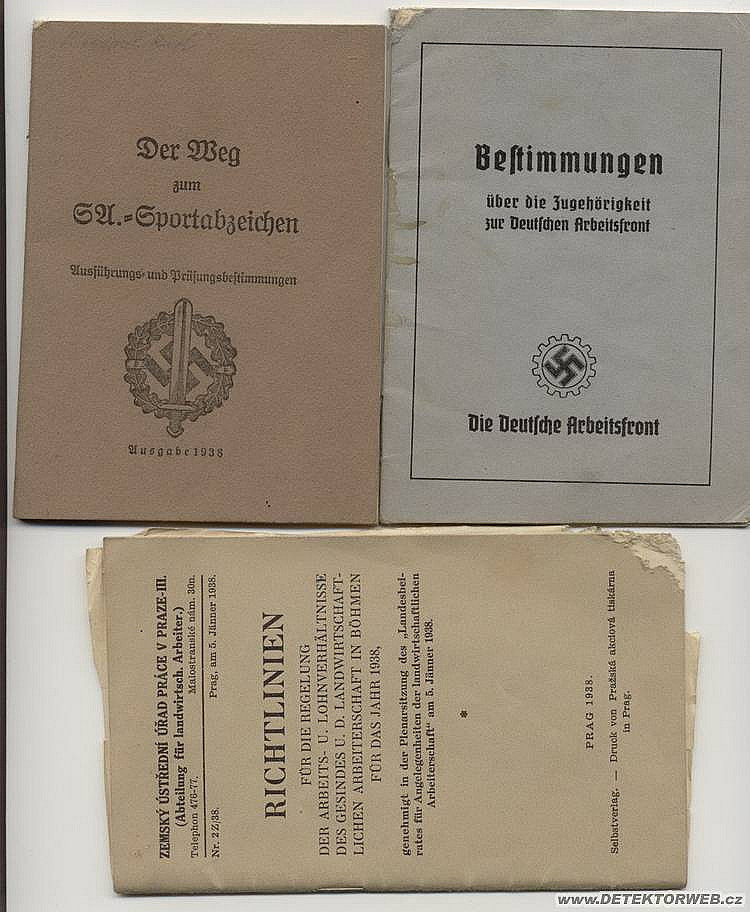 Der Weg
zum
SA.-Sportabzeichen
Ausführungs- und Prüfungsbestimmungen
Ausgabe 1938
Bestimmungen
über die Zugehörigkeit
zur Deutschen Arbeitsfront
Die Deutsche Arbeitsfront
ZEMSKÝ ÚSTŘEDNÍ ÚŘAD PRÁCE V PRAZE-III.
(Abteilung für landwirtsch. Arbeiter.)
Telephon 476-77. Malostranské nám. 30n.
Nr. 2 Z/38. Prag, am 5. Jänner 1938.
RICHTLINIEN
FÜR DIE REGELUNG
DER ARBEITS- U. LOHNVERHÄLTNISSE
DES GESINDES U. D. LANDWIRTSCHAFT-
LICHEN ARBEITERSCHAFT IN BÖHMEN
FÜR DAS JAHR 1938,
genehmigt in der Plenarsitzung des „Landesbei-
rates für Angelegenheiten der landwirtschaftlichen
Arbeiterschaft" am 5. Jänner 1938.
*
PRAG 1938.
Selbstverlag. — Druck von Pražská akciová tiskárna
in Prag.
www.DETEKTORWEB.cz